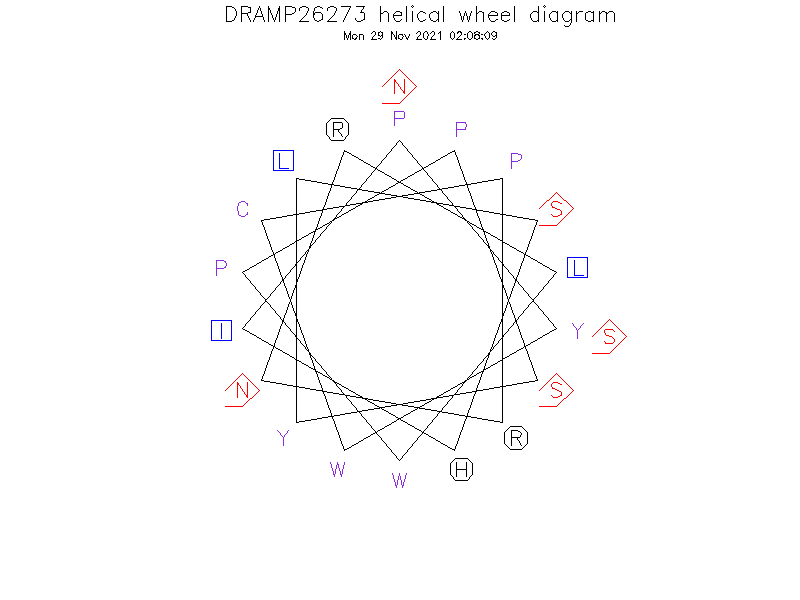 DRAMP26273 helical wheel diagram
Mon 29 Nov 2021 02:08:09
N
R P P
L P
C S
P L
I Y S
N S
Y R
W H
W